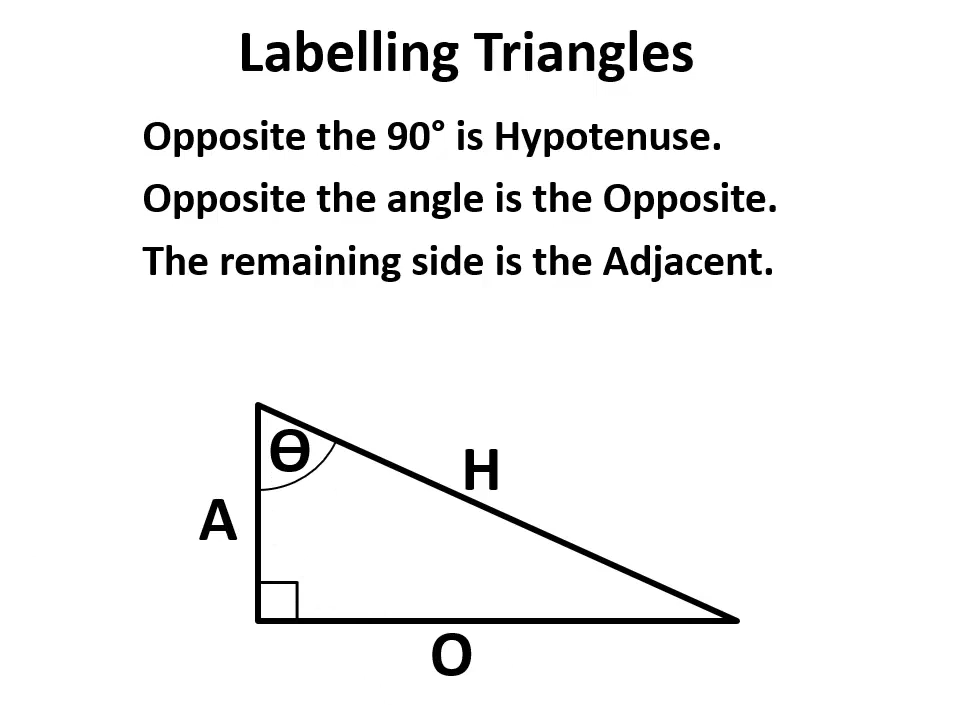 Labelling Triangles
Opposite the 90° is Hypotenuse.
Opposite the angle is the Opposite.
The remaining side is the Adjacent.
Ɵ
H
A
O